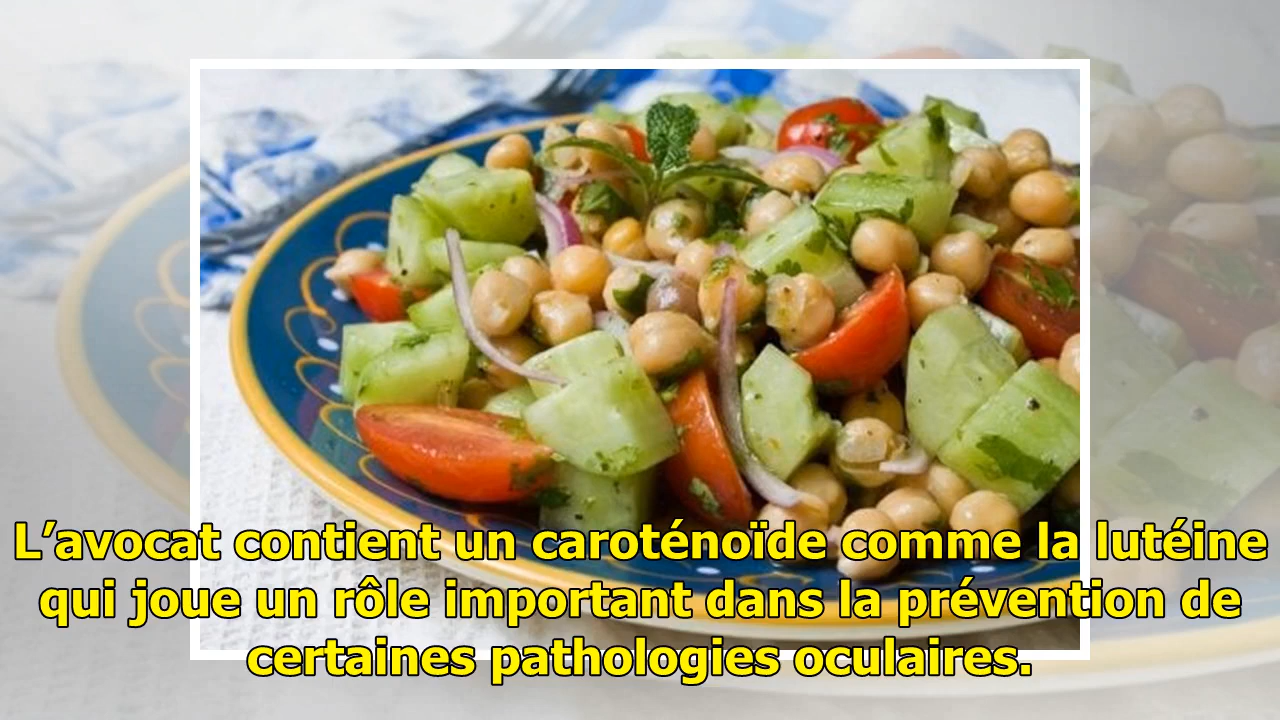 L’avocat contient un caroténoïde comme la lutéine
qui joue un rôle important dans la prévention de
certaines pathologies oculaires.